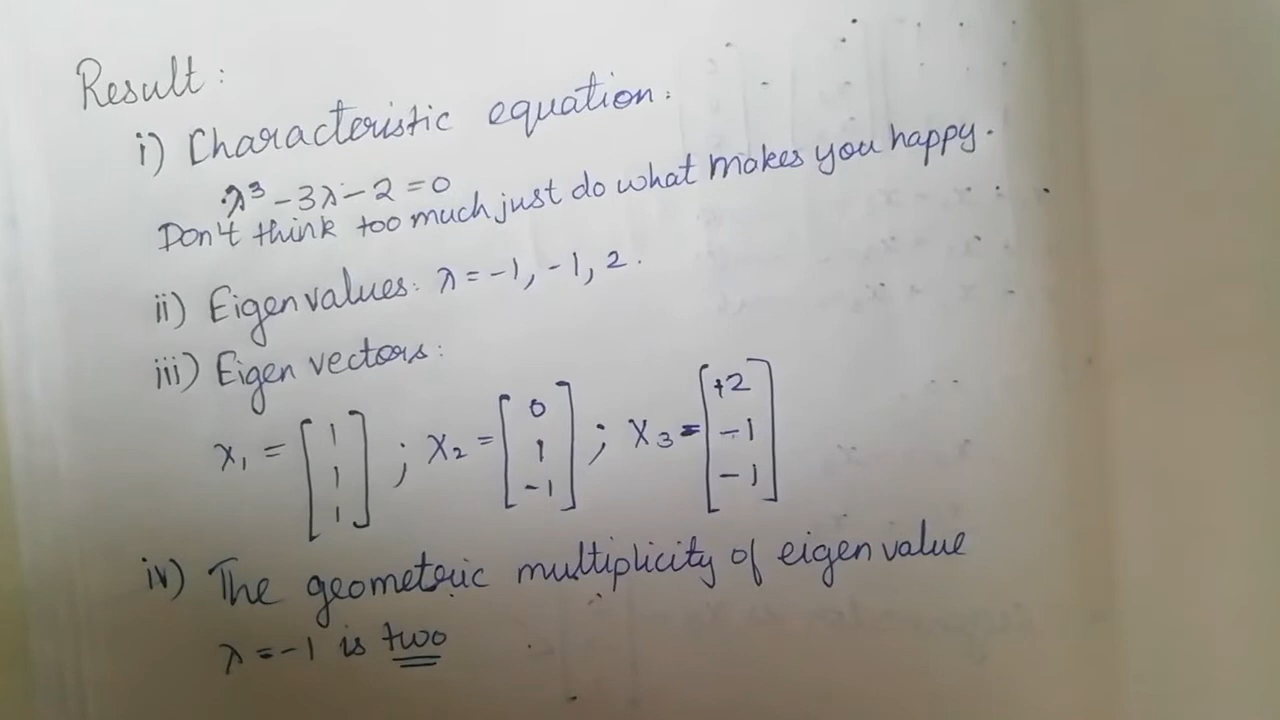 Result:
i) Characteristic equation:
λ³ - 3λ - 2 = 0
Don't think too much just do what makes you happy.
ii) Eigen values: λ = -1, -1, 2.
iii) Eigen vectors:
X₁ = [1 1 1] ; X₂ = [0 1 -1] ; X₃ = [+2 -1 -1]
iv) The geometric multiplicity of eigen value
λ = -1 is two